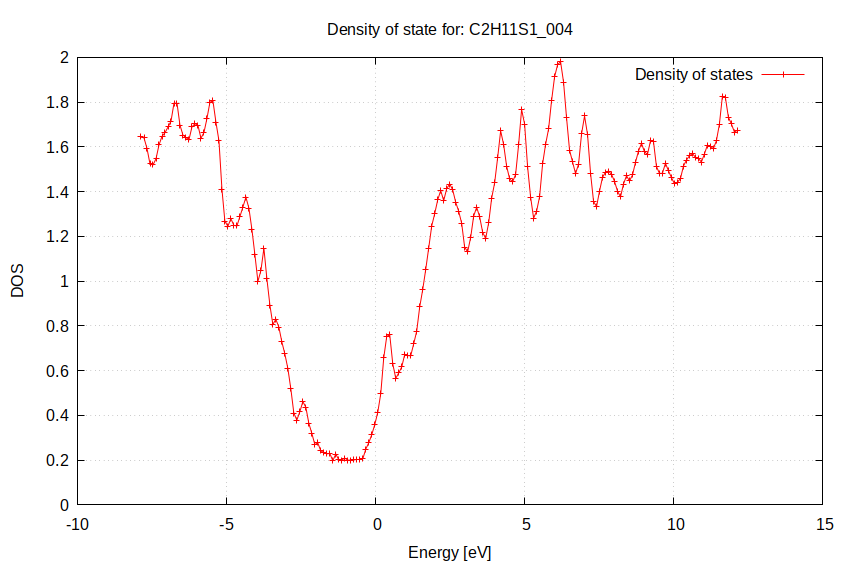 Density of state for: C2H11S1_004
Density of states
2
1.8
1.6
1.4
1.2
1
0.8
0.6
0.4
0.2
0
DOS
-10 -5 0 5 10 15
Energy [eV]